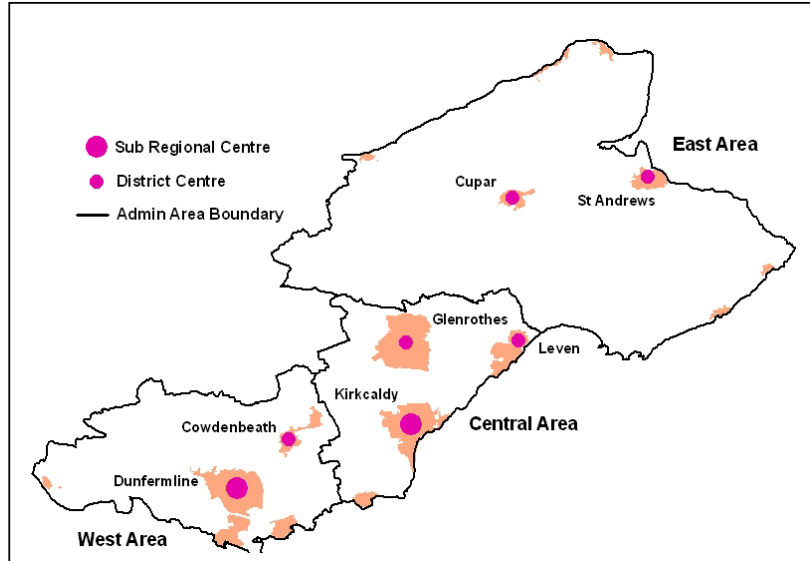 Sub Regional Centre
District Centre
Admin Area Boundary
East Area
Cupar
St Andrews
Glenrothes
Leven
Kirkcaldy
Central Area
Cowdenbeath
Dunfermline
West Area